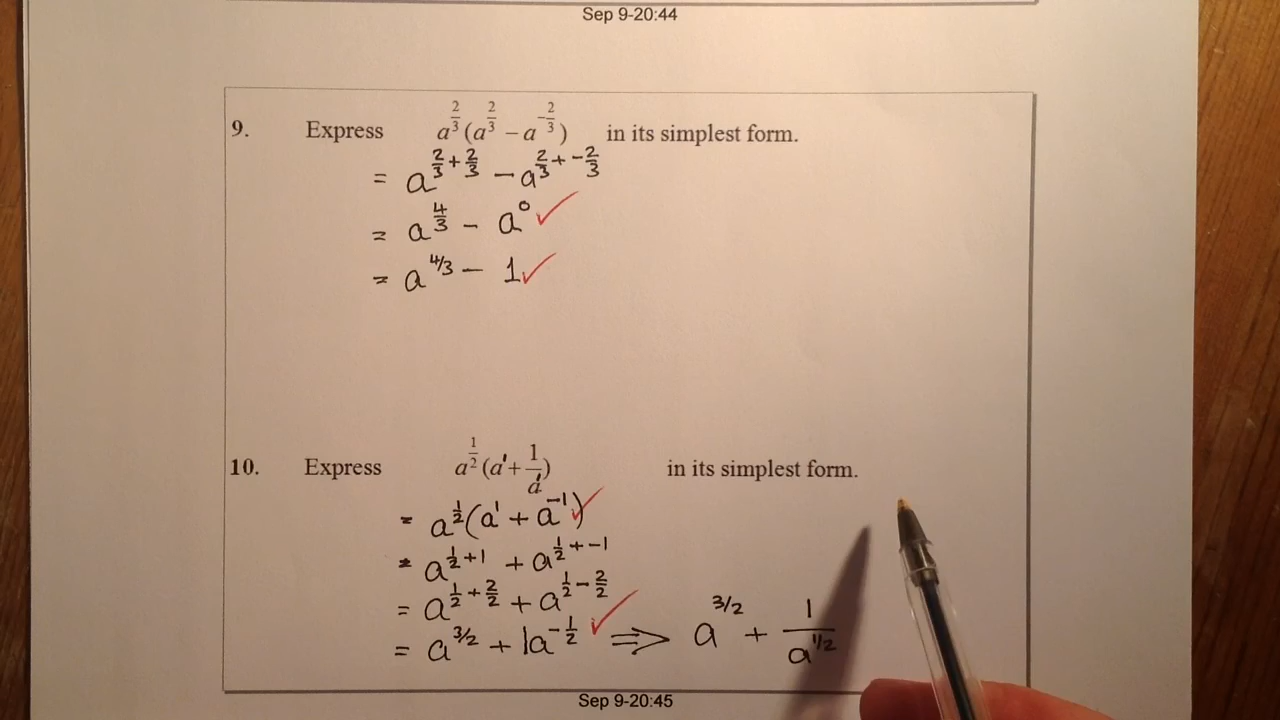 Sep 9-20:44
9. Express a^{2/3}(a^{2/3} − a^{−2/3}) in its simplest form.
= a^{2/3 + 2/3} − a^{2/3 + −2/3}
= a^{4/3} − a^0 ✓
= a^{4/3} − 1 ✓
10. Express a^{1/2}(a^1 + 1/a^1) in its simplest form.
= a^{1/2}(a^1 + a^{−1}) ✓
= a^{1/2 + 1} + a^{1/2 + −1}
= a^{1/2 + 2/2} + a^{1/2 − 2/2}
= a^{3/2} + 1a^{−1/2} ✓ ⇒ a^{3/2} + 1/a^{1/2}
Sep 9-20:45